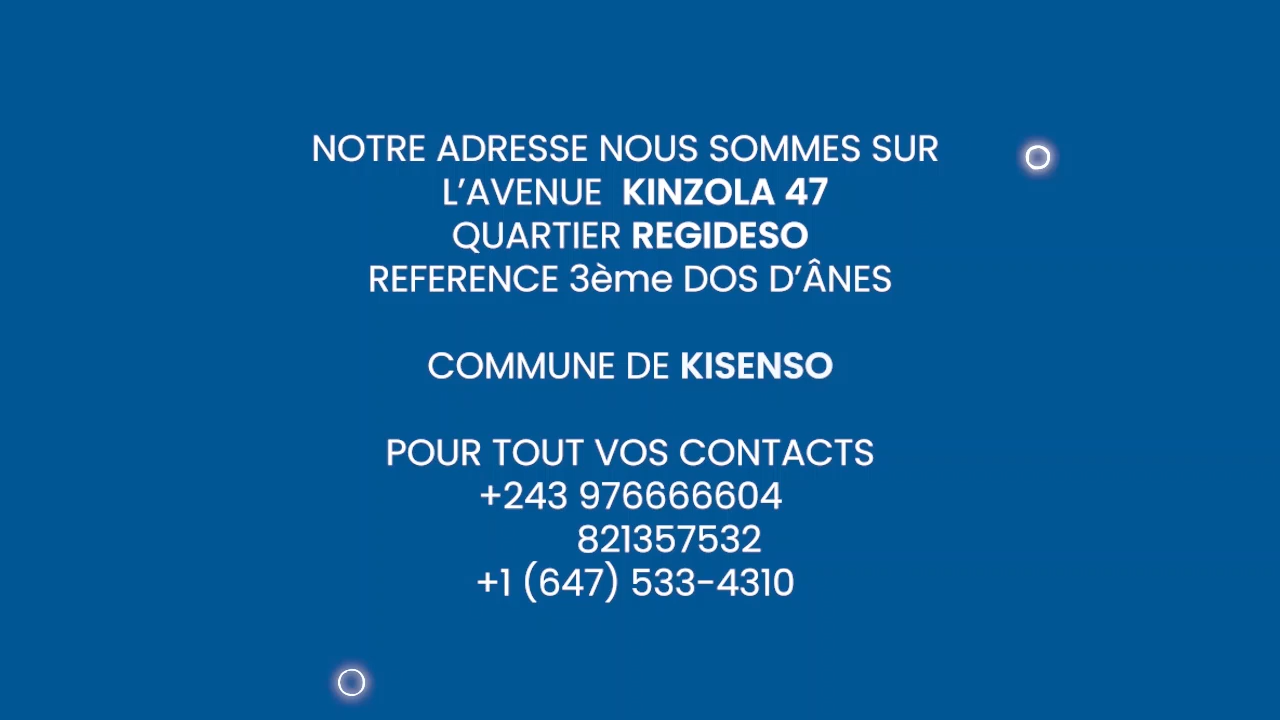 NOTRE ADRESSE NOUS SOMMES SUR
L’AVENUE KINZOLA 47
QUARTIER REGIDESO
REFERENCE 3ème DOS D’ÂNES
COMMUNE DE KISENSO
POUR TOUT VOS CONTACTS
+243 976666604
821357532
+1 (647) 533-4310